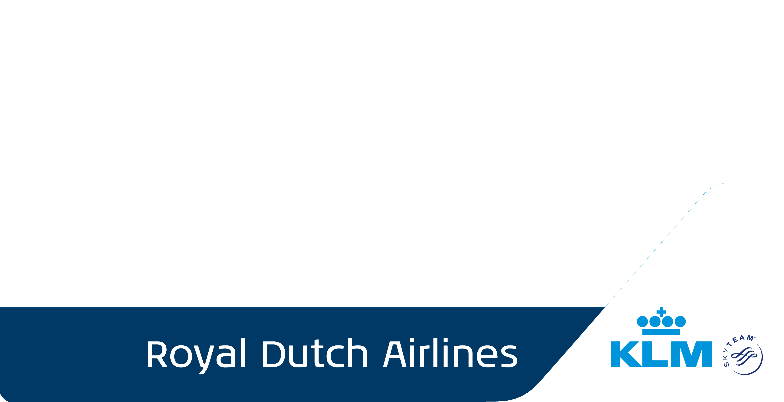 Royal Dutch Airlines
KLM
SKYTEAM